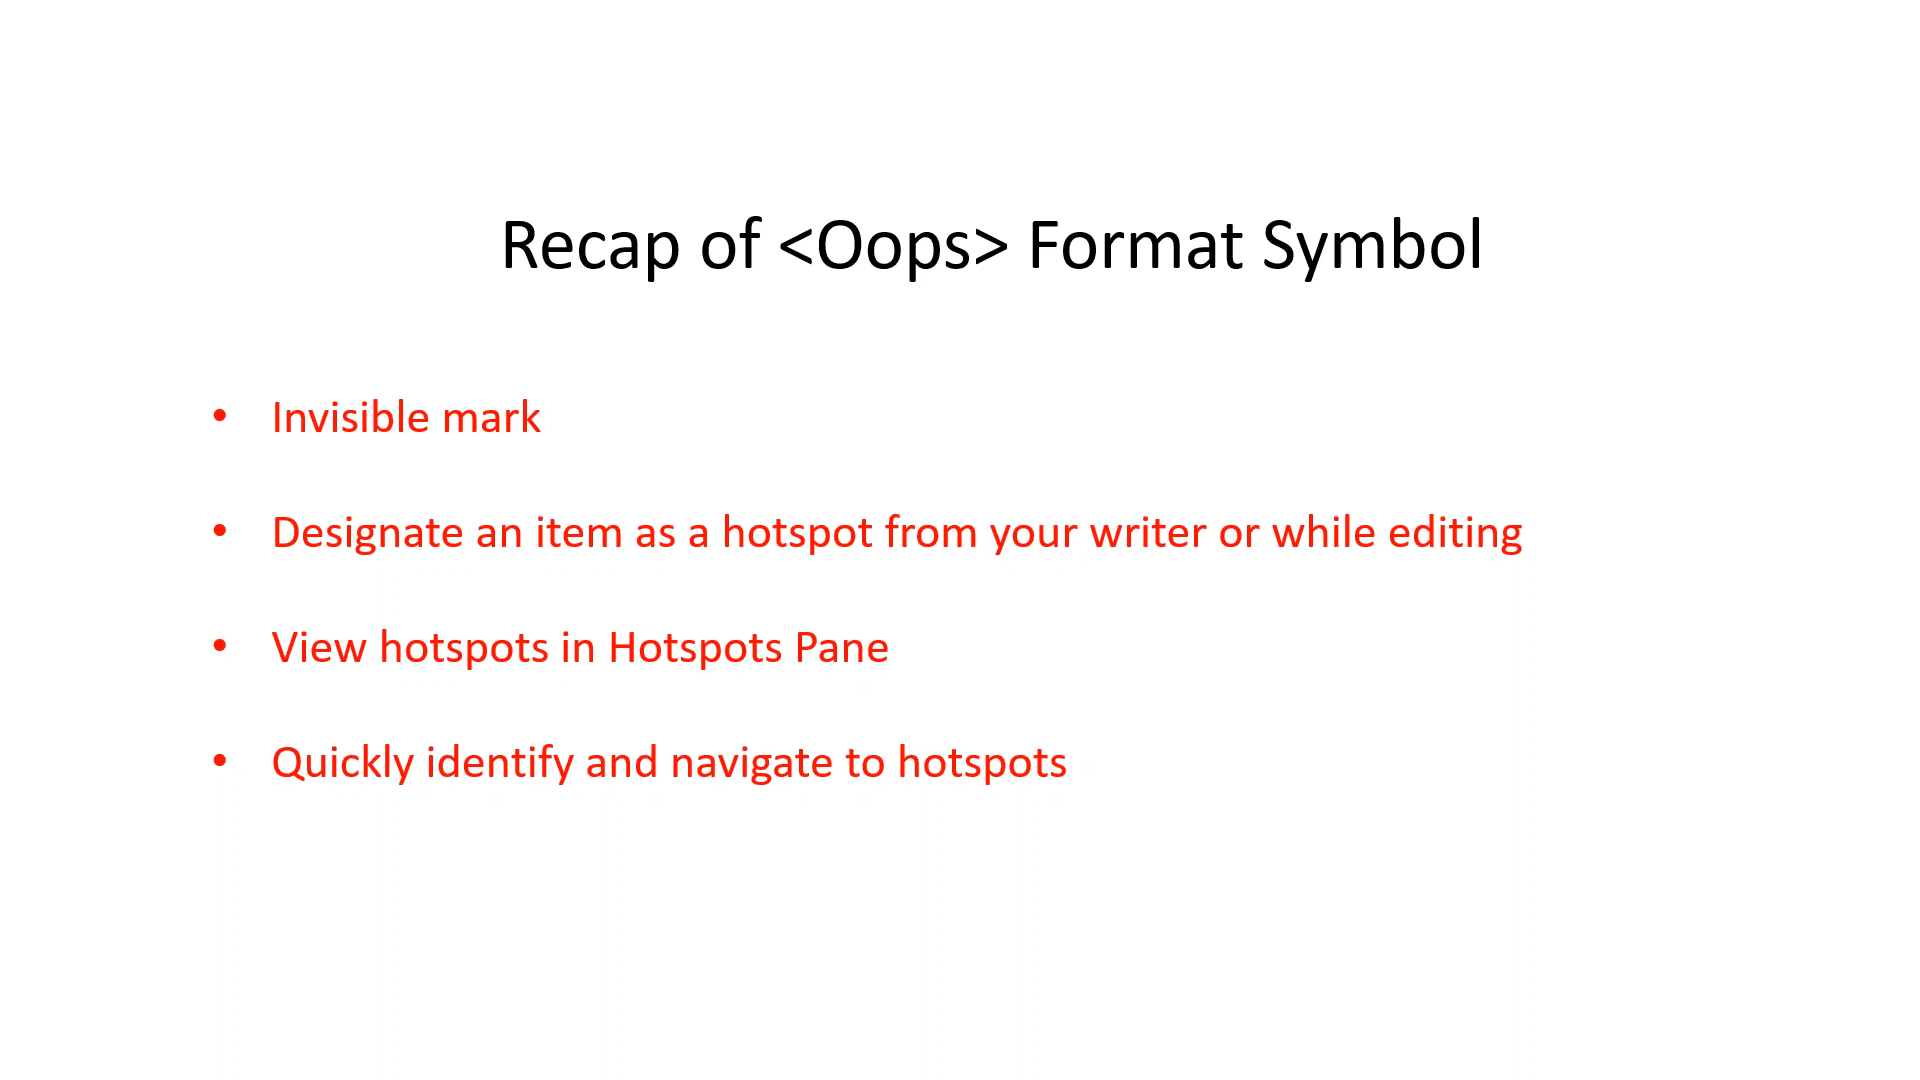 Recap of <Oops> Format Symbol
• Invisible mark
• Designate an item as a hotspot from your writer or while editing
• View hotspots in Hotspots Pane
• Quickly identify and navigate to hotspots